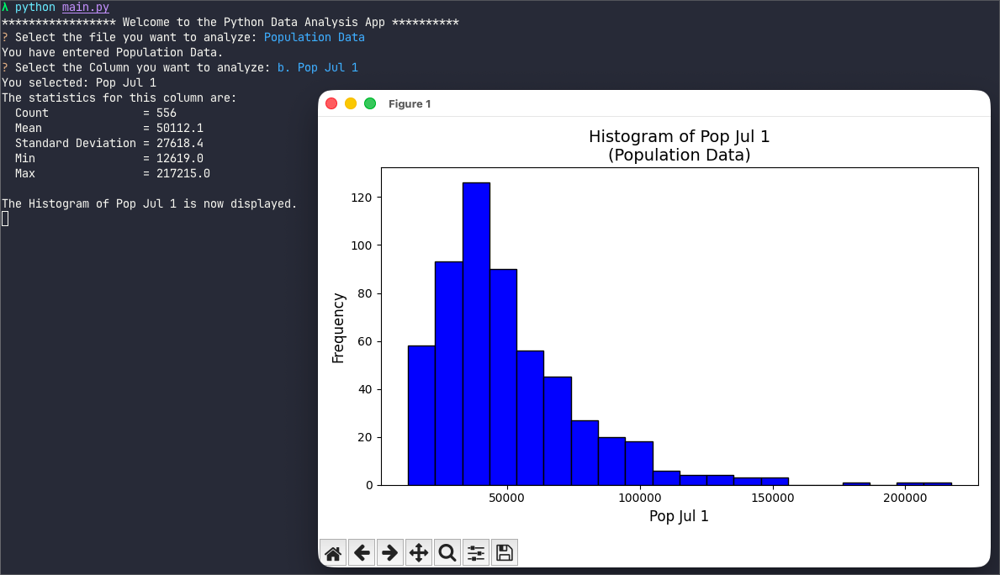 λ python main.py
***************** Welcome to the Python Data Analysis App **********
? Select the file you want to analyze: Population Data
You have entered Population Data.
? Select the Column you want to analyze: b. Pop Jul 1
You selected: Pop Jul 1
The statistics for this column are:
  Count              = 556
  Mean               = 50112.1
  Standard Deviation = 27618.4
  Min                = 12619.0
  Max                = 217215.0
The Histogram of Pop Jul 1 is now displayed.
Figure 1
Histogram of Pop Jul 1
(Population Data)
Frequency
120
100
80
60
40
20
0
50000 100000 150000 200000
Pop Jul 1